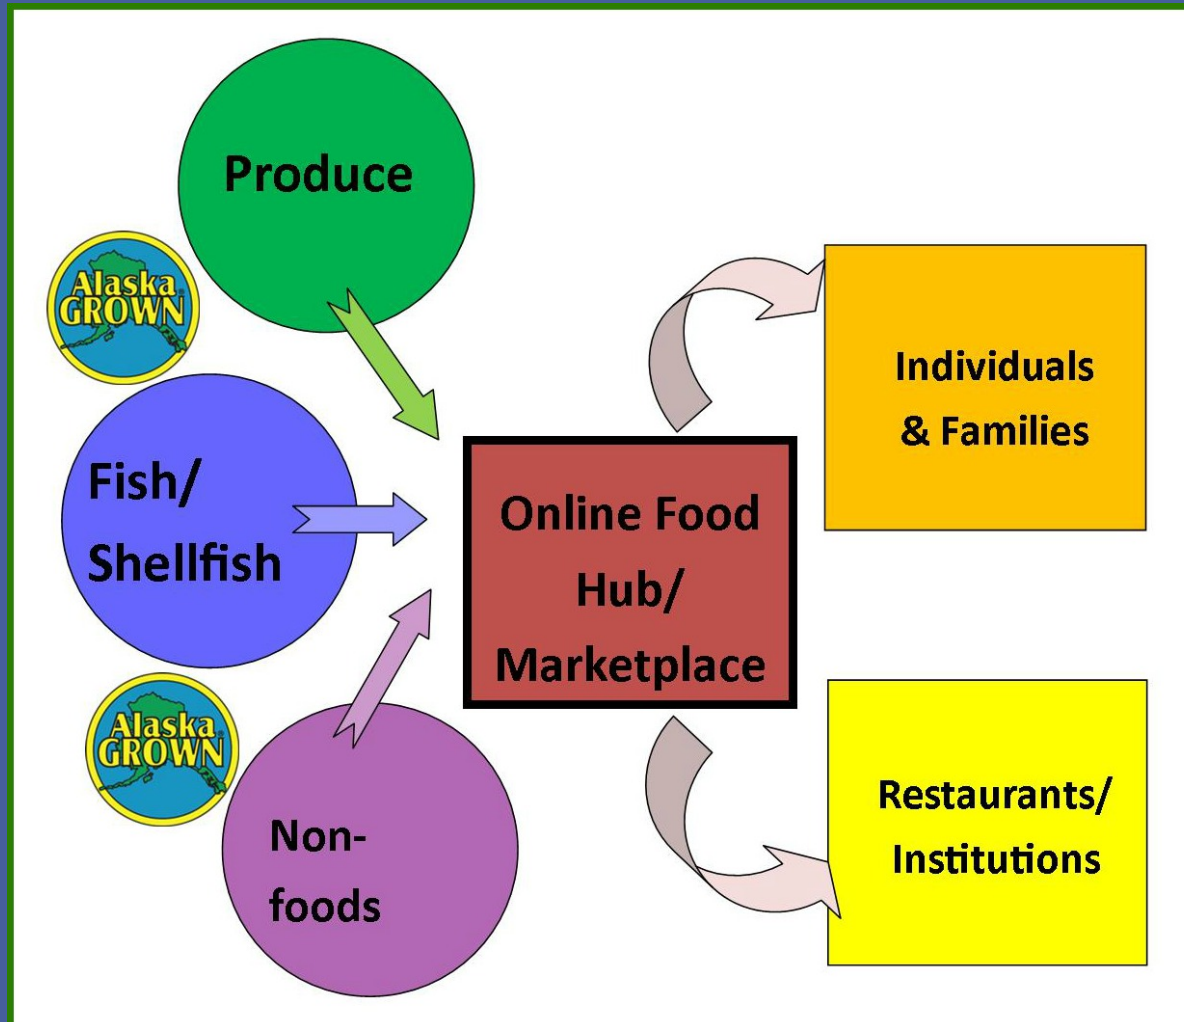 Produce
Alaska
GROWN
Fish/
Shellfish
Alaska
GROWN
Non-
foods
Online Food
Hub/
Marketplace
Individuals
& Families
Restaurants/
Institutions